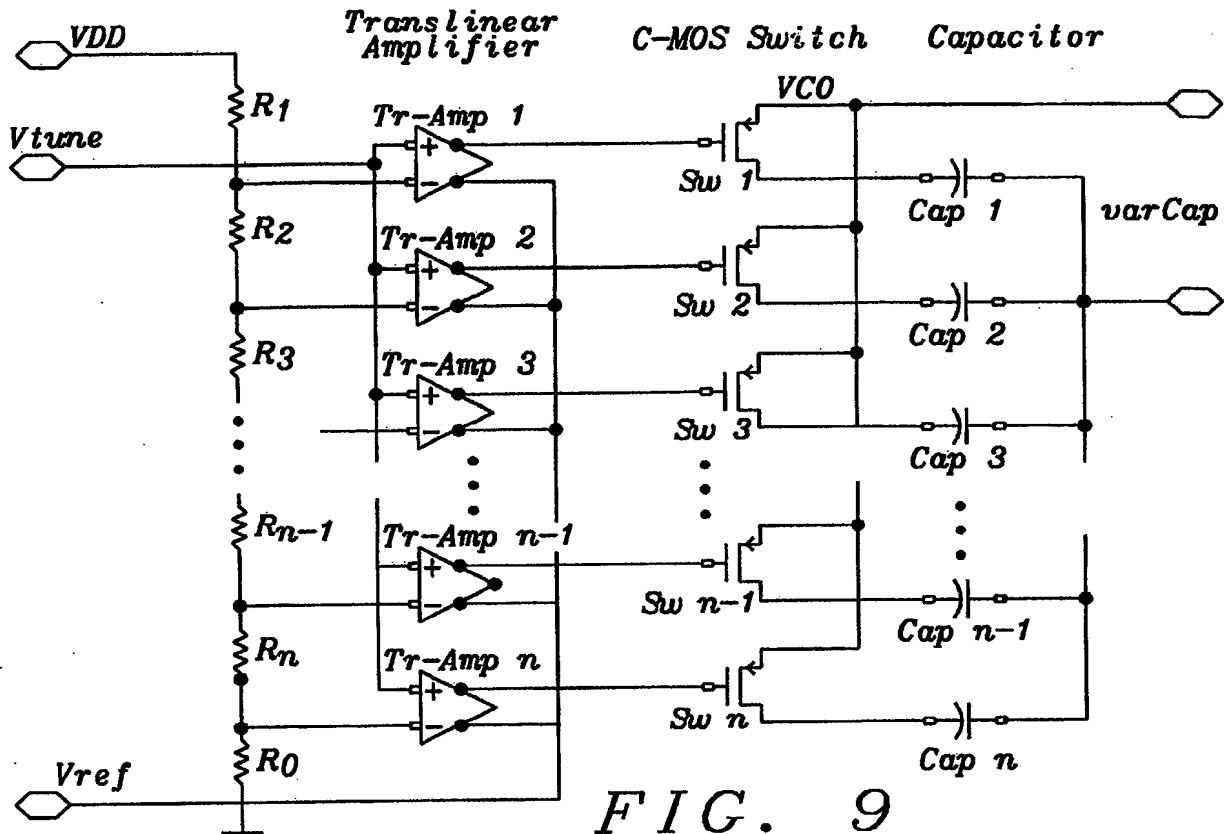 Translinear Amplifier
C-MOS Switch
Capacitor
VDD
R1
Vtune
Tr-Amp 1
+
−
VCO
Sw 1
Cap 1
varCap
R2
Tr-Amp 2
+
−
Sw 2
Cap 2
R3
Tr-Amp 3
+
−
Sw 3
Cap 3
Rn-1
Tr-Amp n-1
+
−
Sw n-1
Cap n-1
Rn
Tr-Amp n
+
−
Sw n
Cap n
R0
Vref
FIG. 9